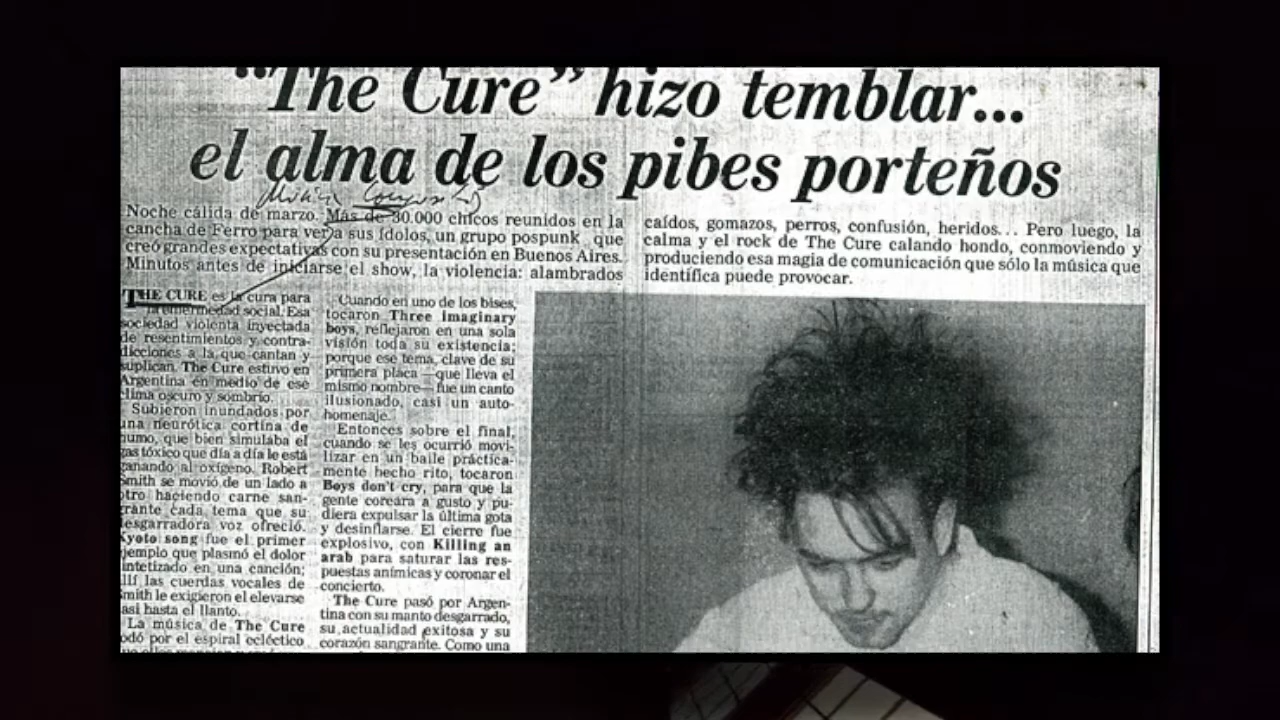 "The Cure" hizo temblar...
el alma de los pibes porteños
Noche cálida de marzo. Más de 30.000 chicos reunidos en la
cancha de Ferro para ver a sus ídolos, un grupo pospunk que
creó grandes expectativas con su presentación en Buenos Aires.
Minutos antes de iniciarse el show, la violencia: alambrados
caídos, gomazos, perros, confusión, heridos... Pero luego, la
calma y el rock de The Cure calando hondo, conmoviendo y
produciendo esa magia de comunicación que sólo la música que
identífica puede provocar.
THE CURE es la cura para
la enfermedad social. Esa
sociedad violenta inyectada
de resentimientos y contra-
dicciones a la que cantan y
suplican. The Cure estuvo en
Argentina en medio de ese
clima oscuro y sombrío.
Subieron inundados por
una neurótica cortina de
humo, que bien simulaba el
gas tóxico que día a día le está
ganando al oxígeno. Robert
Smith se movió de un lado a
otro haciendo carne san-
grante cada tema que su
desgarradora voz ofreció.
Kyoto song fue el primer
ejemplo que plasmó el dolor
sintetizado en una canción;
allí las cuerdas vocales de
Smith le exigieron el elevarse
casi hasta el llanto.
La música de The Cure
rodó por el espiral ecléctico
Cuando en uno de los bises,
tocaron Three imaginary
boys, reflejaron en una sola
visión toda su existencia;
porque ese tema, clave de su
primera placa —que lleva el
mismo nombre— fue un canto
ilusionado, casi un auto-
homenaje.
Entonces sobre el final,
cuando se les ocurrió movi-
lizar en un baile práctica-
mente hecho rito, tocaron
Boys don't cry, para que la
gente coreara a gusto y pu-
diera expulsar la última gota
y desinflarse. El cierre fue
explosivo, con Killing an
arab para saturar las res-
puestas anímicas y coronar el
concierto.
The Cure pasó por Argen-
tina con su manto desgarrado,
su actualidad exitosa y su
corazón sangrante. Como una